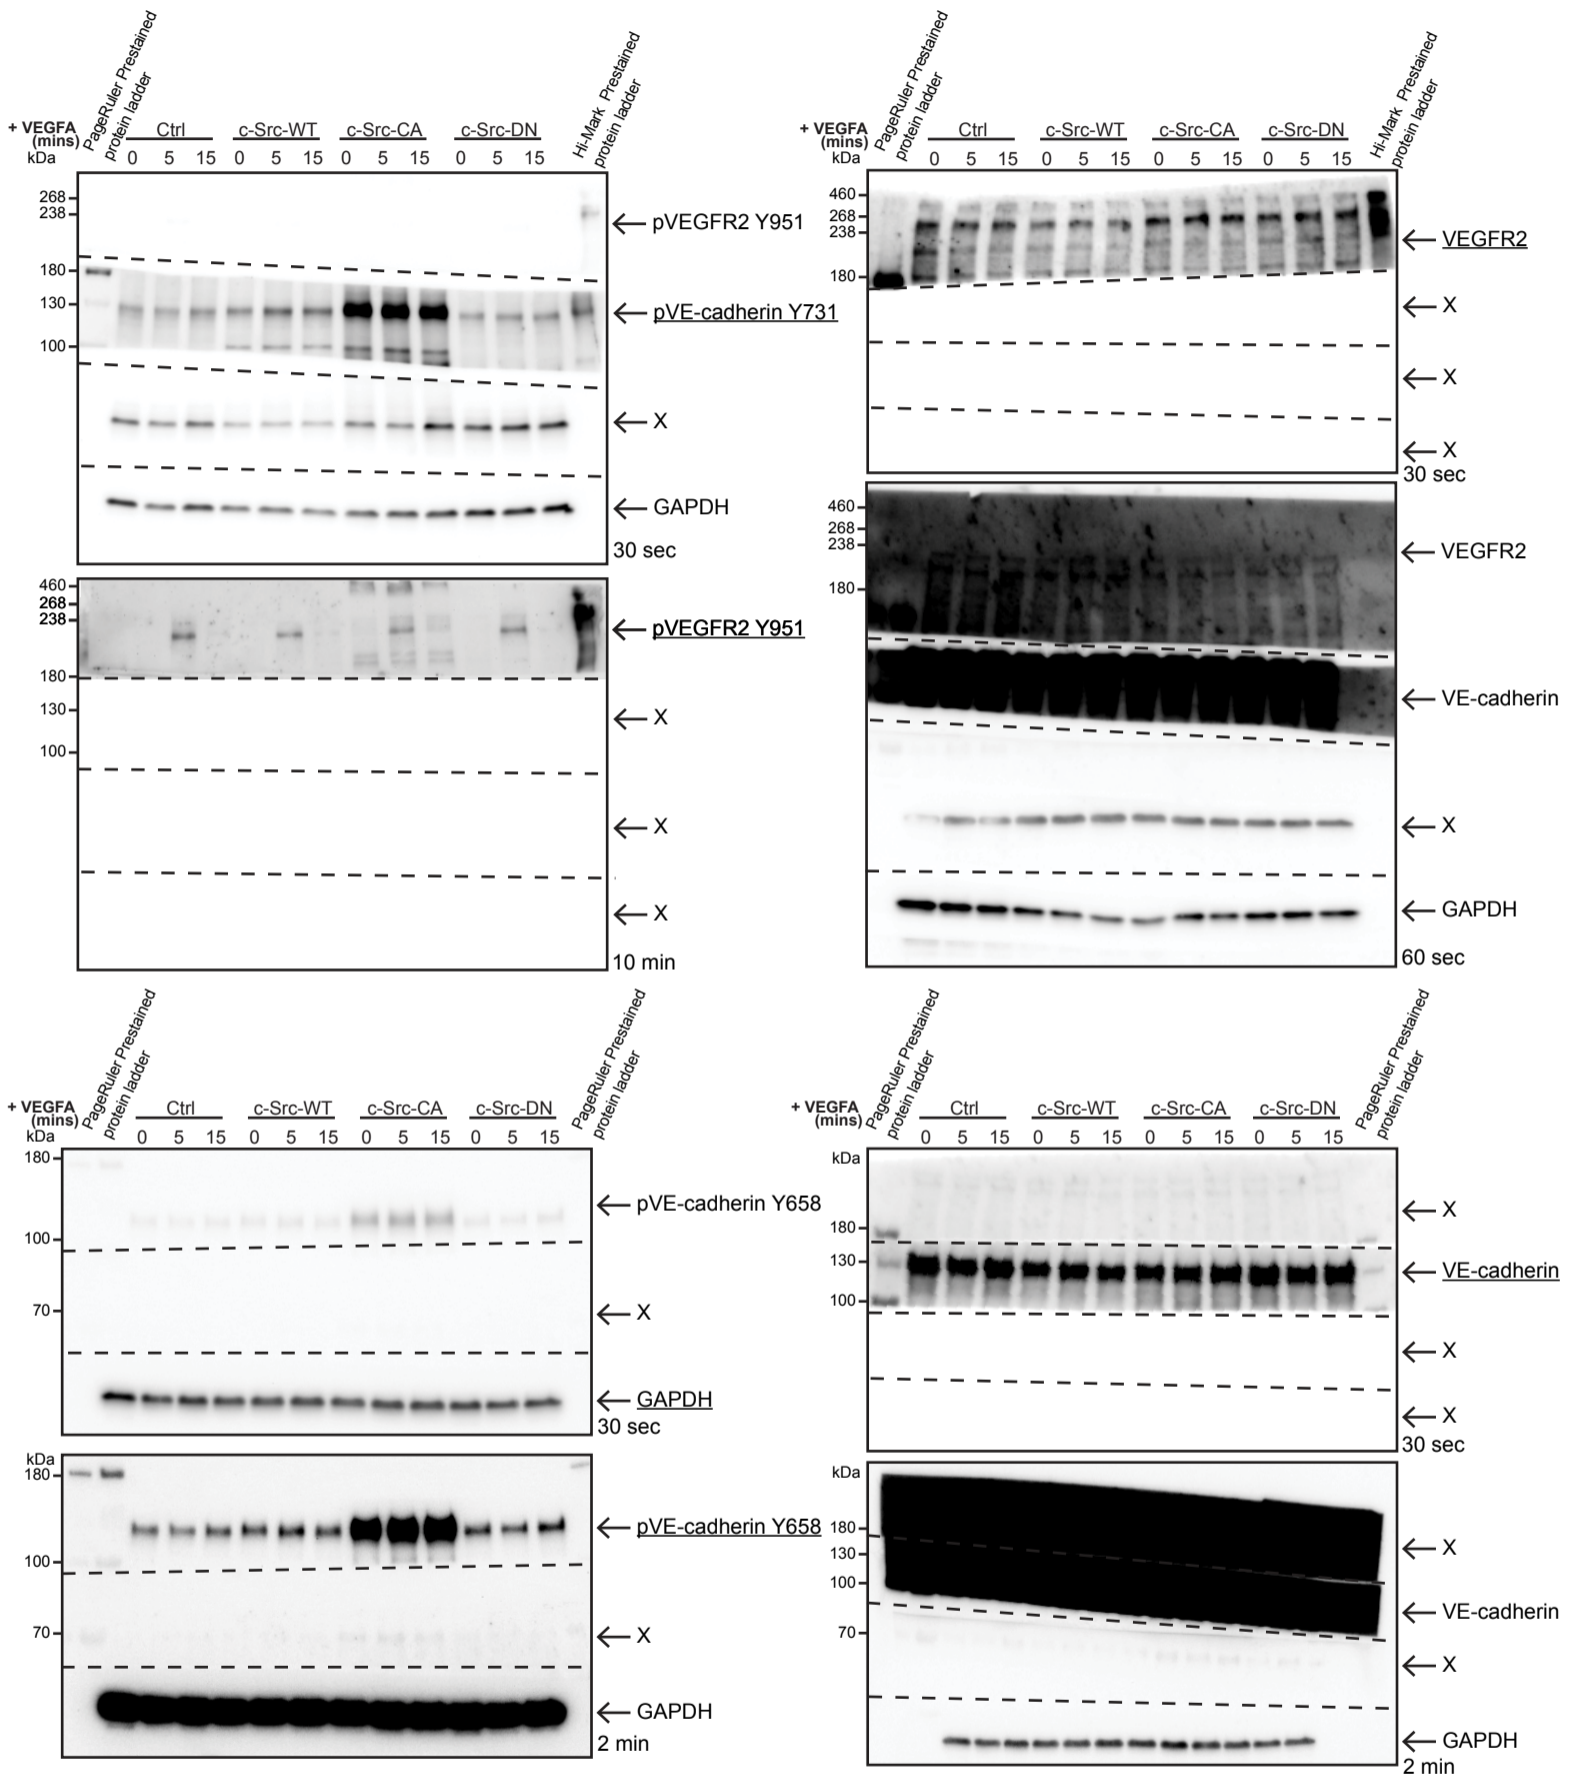 PageRuler Prestained
protein ladder
Hi-Mark Prestained
protein ladder
+ VEGFA
(mins)
Ctrl c-Src-WT c-Src-CA c-Src-DN
kDa 0 5 15 0 5 15 0 5 15 0 5 15
268
238
pVEGFR2 Y951
180
130
pVE-cadherin Y731
100
X
GAPDH
30 sec
460
268
238
pVEGFR2 Y951
180
130
X
100
X
X
10 min
PageRuler Prestained
protein ladder
Hi-Mark Prestained
protein ladder
+ VEGFA
(mins)
Ctrl c-Src-WT c-Src-CA c-Src-DN
kDa 0 5 15 0 5 15 0 5 15 0 5 15
460
268
238
VEGFR2
180
X
X
X
30 sec
460
268
238
VEGFR2
180
VE-cadherin
X
GAPDH
60 sec
PageRuler Prestained
protein ladder
PageRuler Prestained
protein ladder
+ VEGFA
(mins)
Ctrl c-Src-WT c-Src-CA c-Src-DN
kDa 0 5 15 0 5 15 0 5 15 0 5 15
180
pVE-cadherin Y658
100
70
X
GAPDH
30 sec
kDa
180
pVE-cadherin Y658
100
70
X
GAPDH
2 min
PageRuler Prestained
protein ladder
PageRuler Prestained
protein ladder
+ VEGFA
(mins)
Ctrl c-Src-WT c-Src-CA c-Src-DN
0 5 15 0 5 15 0 5 15 0 5 15
kDa
X
180
130
VE-cadherin
100
X
X
30 sec
kDa
180
X
130
100
VE-cadherin
70
X
GAPDH
2 min